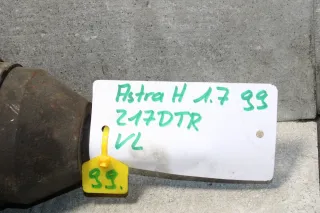 Astra H 1.7 99
Z17DTR
VL
99.